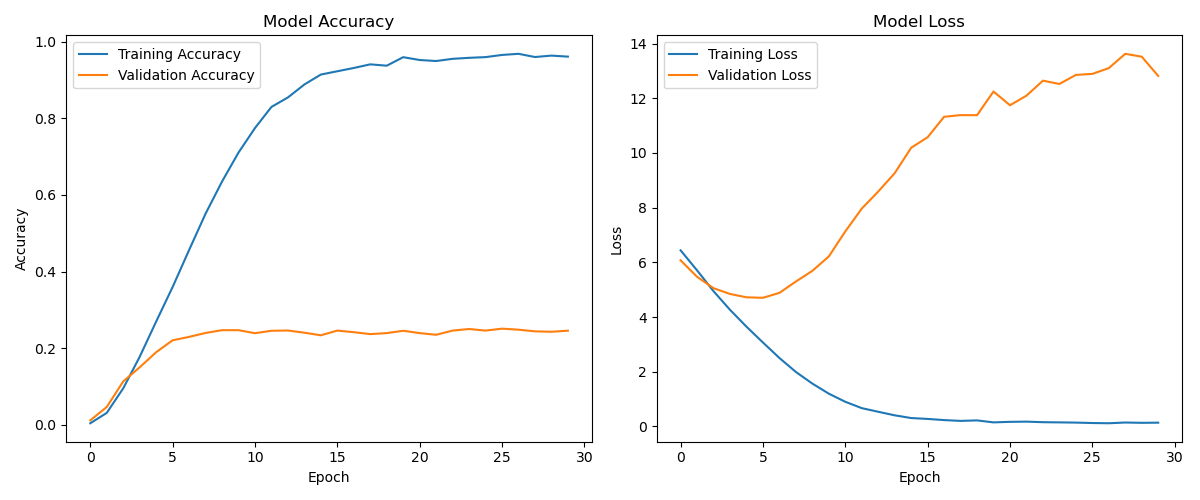 Model Accuracy
Training Accuracy
Validation Accuracy
1.0
0.8
0.6
0.4
0.2
0.0
Accuracy
0 5 10 15 20 25 30
Epoch
Model Loss
Training Loss
Validation Loss
14
12
10
8
6
4
2
0
Loss
0 5 10 15 20 25 30
Epoch